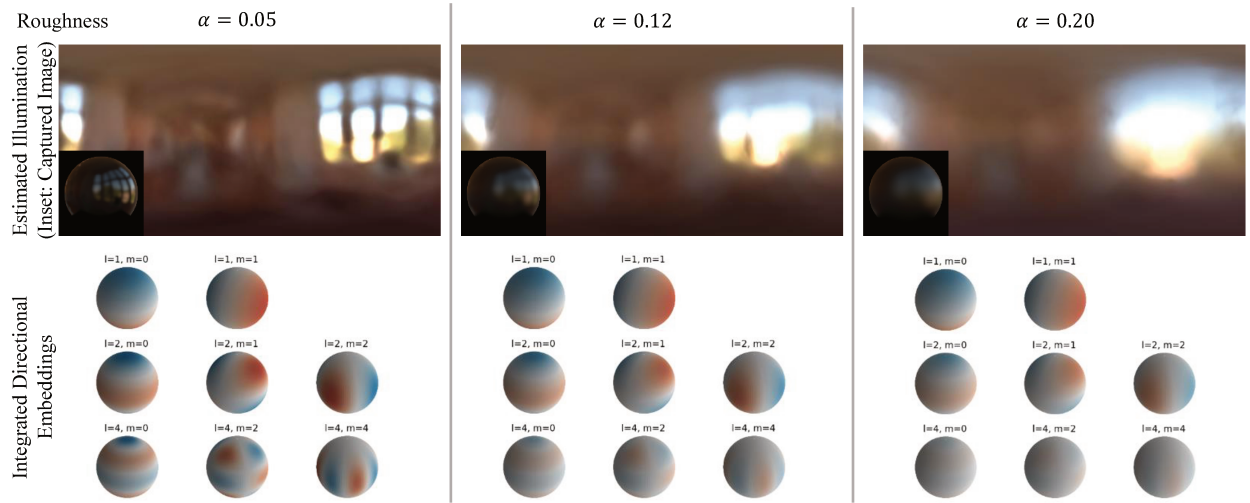 Roughness
α = 0.05
α = 0.12
α = 0.20
Estimated Illumination
(Inset: Captured Image)
Integrated Directional
Embeddings
l=1, m=0
l=1, m=1
l=2, m=0
l=2, m=1
l=2, m=2
l=4, m=0
l=4, m=2
l=4, m=4
l=1, m=0
l=1, m=1
l=2, m=0
l=2, m=1
l=2, m=2
l=4, m=0
l=4, m=2
l=4, m=4
l=1, m=0
l=1, m=1
l=2, m=0
l=2, m=1
l=2, m=2
l=4, m=0
l=4, m=2
l=4, m=4